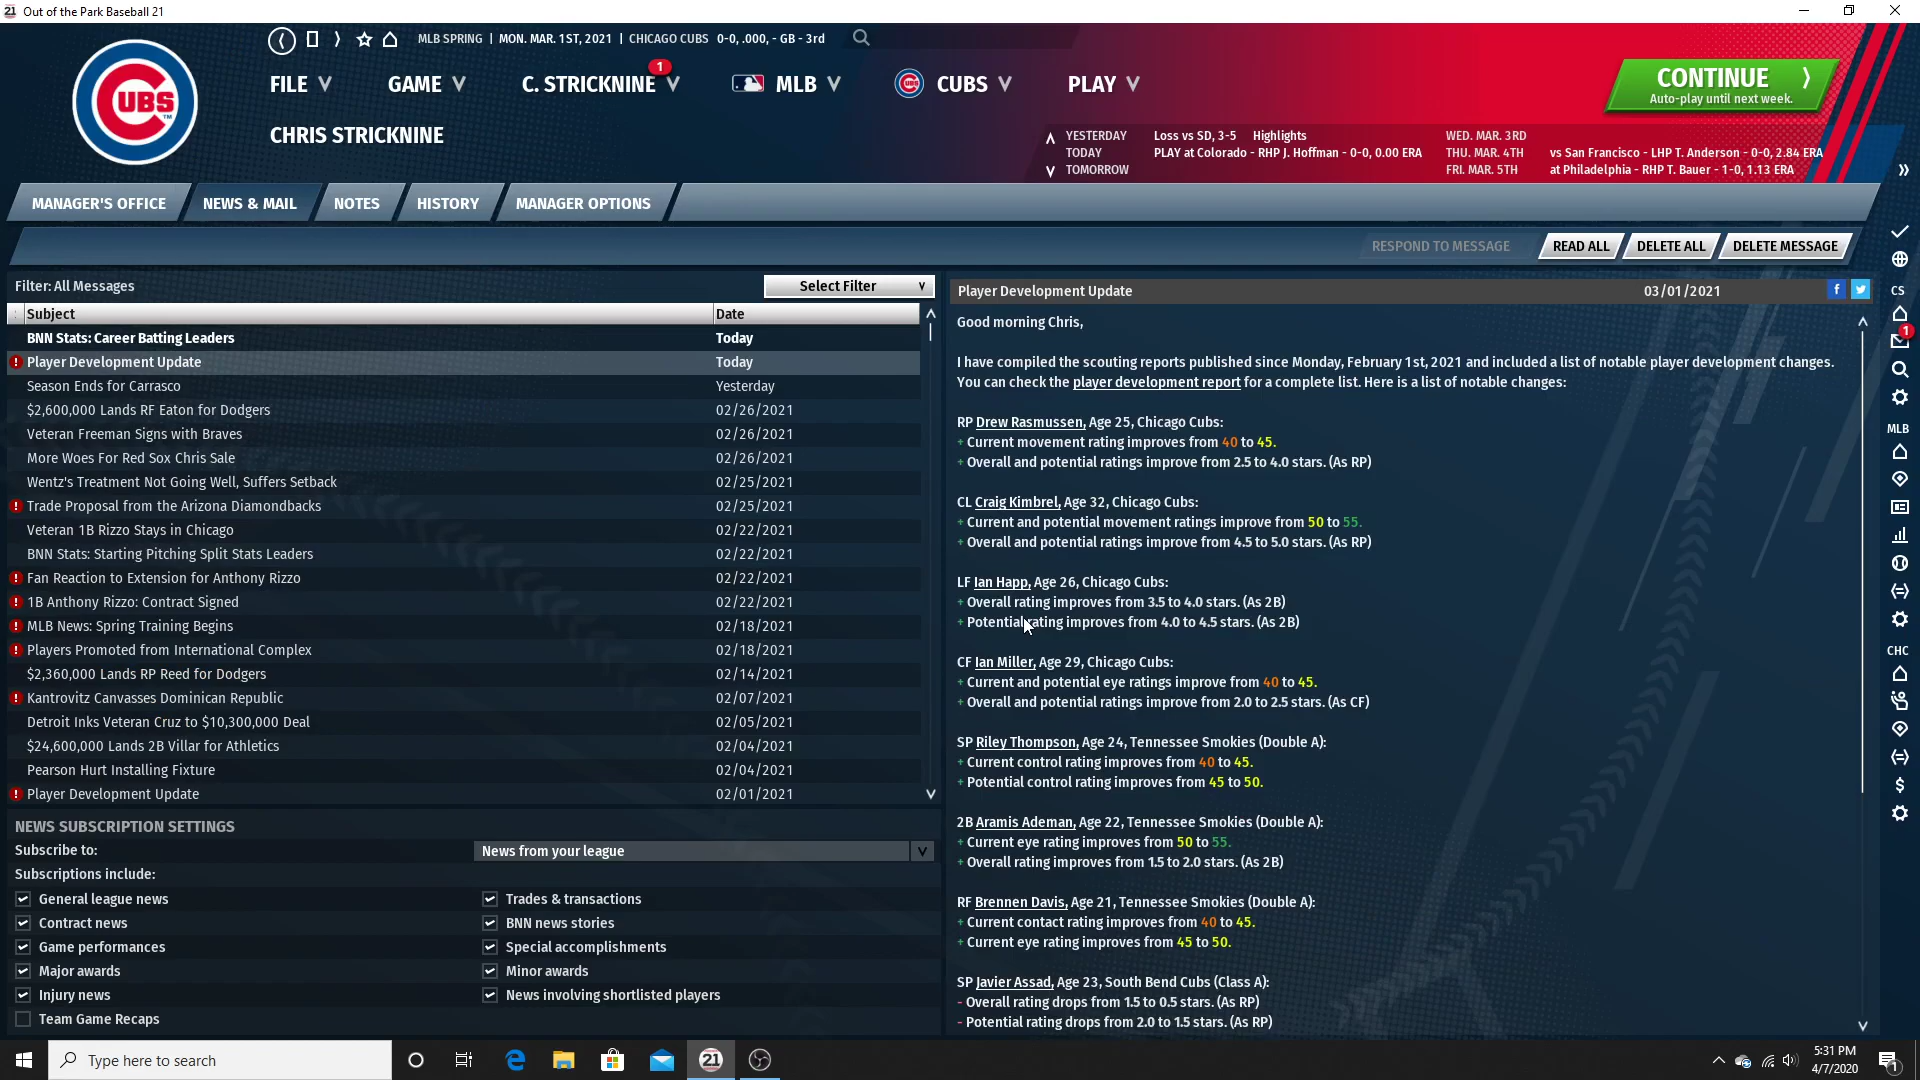 21 Out of the Park Baseball 21
MLB SPRING | MON. MAR. 1ST, 2021 | CHICAGO CUBS 0-0, .000, - GB - 3rd
FILE GAME C. STRICKNINE 1 MLB CUBS PLAY
CONTINUE
Auto-play until next week.
CUBS
CHRIS STRICKNINE
YESTERDAY Loss vs SD, 3-5 Highlights WED. MAR. 3RD
TODAY PLAY at Colorado - RHP J. Hoffman - 0-0, 0.00 ERA THU. MAR. 4TH vs San Francisco - LHP T. Anderson - 0-0, 2.84 ERA
TOMORROW FRI. MAR. 5TH at Philadelphia - RHP T. Bauer - 1-0, 1.13 ERA
MANAGER'S OFFICE NEWS & MAIL NOTES HISTORY MANAGER OPTIONS
RESPOND TO MESSAGE READ ALL DELETE ALL DELETE MESSAGE
Filter: All Messages Select Filter
Subject Date
BNN Stats: Career Batting Leaders Today
Player Development Update Today
Season Ends for Carrasco Yesterday
$2,600,000 Lands RF Eaton for Dodgers 02/26/2021
Veteran Freeman Signs with Braves 02/26/2021
More Woes For Red Sox Chris Sale 02/26/2021
Wentz's Treatment Not Going Well, Suffers Setback 02/25/2021
Trade Proposal from the Arizona Diamondbacks 02/25/2021
Veteran 1B Rizzo Stays in Chicago 02/22/2021
BNN Stats: Starting Pitching Split Stats Leaders 02/22/2021
Fan Reaction to Extension for Anthony Rizzo 02/22/2021
1B Anthony Rizzo: Contract Signed 02/22/2021
MLB News: Spring Training Begins 02/18/2021
Players Promoted from International Complex 02/18/2021
$2,360,000 Lands RP Reed for Dodgers 02/14/2021
Kantrovitz Canvasses Dominican Republic 02/07/2021
Detroit Inks Veteran Cruz to $10,300,000 Deal 02/05/2021
$24,600,000 Lands 2B Villar for Athletics 02/04/2021
Pearson Hurt Installing Fixture 02/04/2021
Player Development Update 02/01/2021
NEWS SUBSCRIPTION SETTINGS
Subscribe to: News from your league
Subscriptions include:
General league news Trades & transactions
Contract news BNN news stories
Game performances Special accomplishments
Major awards Minor awards
Injury news News involving shortlisted players
Team Game Recaps
Player Development Update 03/01/2021
Good morning Chris,
I have compiled the scouting reports published since Monday, February 1st, 2021 and included a list of notable player development changes.
You can check the player development report for a complete list. Here is a list of notable changes:
RP Drew Rasmussen, Age 25, Chicago Cubs:
+ Current movement rating improves from 40 to 45.
+ Overall and potential ratings improve from 2.5 to 4.0 stars. (As RP)
CL Craig Kimbrel, Age 32, Chicago Cubs:
+ Current and potential movement ratings improve from 50 to 55.
+ Overall and potential ratings improve from 4.5 to 5.0 stars. (As RP)
LF Ian Happ, Age 26, Chicago Cubs:
+ Overall rating improves from 3.5 to 4.0 stars. (As 2B)
+ Potential rating improves from 4.0 to 4.5 stars. (As 2B)
CF Ian Miller, Age 29, Chicago Cubs:
+ Current and potential eye ratings improve from 40 to 45.
+ Overall and potential ratings improve from 2.0 to 2.5 stars. (As CF)
SP Riley Thompson, Age 24, Tennessee Smokies (Double A):
+ Current control rating improves from 40 to 45.
+ Potential control rating improves from 45 to 50.
2B Aramis Ademan, Age 22, Tennessee Smokies (Double A):
+ Current eye rating improves from 50 to 55.
+ Overall rating improves from 1.5 to 2.0 stars. (As 2B)
RF Brennen Davis, Age 21, Tennessee Smokies (Double A):
+ Current contact rating improves from 40 to 45.
+ Current eye rating improves from 45 to 50.
SP Javier Assad, Age 23, South Bend Cubs (Class A):
- Overall rating drops from 1.5 to 0.5 stars. (As RP)
- Potential rating drops from 2.0 to 1.5 stars. (As RP)
CS
1
MLB
CHC
$
Type here to search
21
5:31 PM
4/7/2020
1